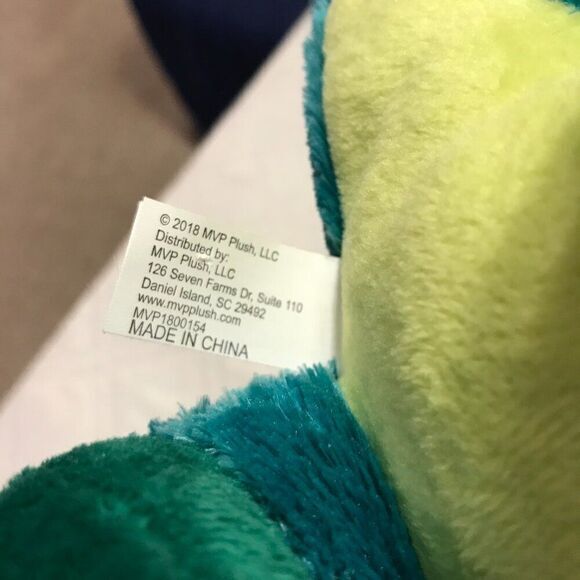 © 2018 MVP Plush, LLC
Distributed by:
MVP Plush, LLC
126 Seven Farms Dr, Suite 110
Daniel Island, SC 29492
www.mvpplush.com
MVP1800154
MADE IN CHINA